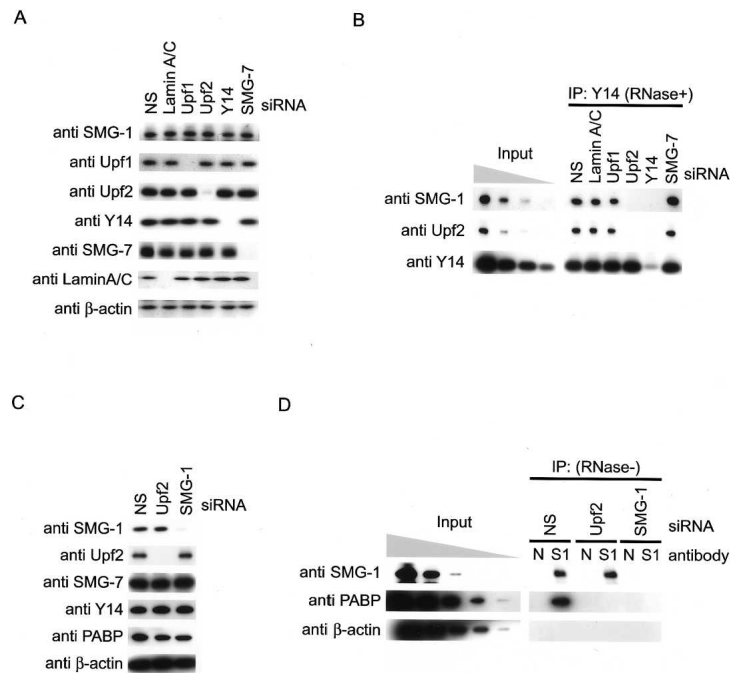 A
NS
Lamin A/C
Upf1
Upf2
Y14
SMG-7
siRNA
anti SMG-1
anti Upf1
anti Upf2
anti Y14
anti SMG-7
anti LaminA/C
anti β-actin
B
IP: Y14 (RNase+)
Input
NS
Lamin A/C
Upf1
Upf2
Y14
SMG-7
siRNA
anti SMG-1
anti Upf2
anti Y14
C
NS
Upf2
SMG-1
siRNA
anti SMG-1
anti Upf2
anti SMG-7
anti Y14
anti PABP
anti β-actin
D
IP: (RNase-)
Input
NS
Upf2
SMG-1
siRNA
N S1 N S1 N S1 antibody
anti SMG-1
anti PABP
anti β-actin